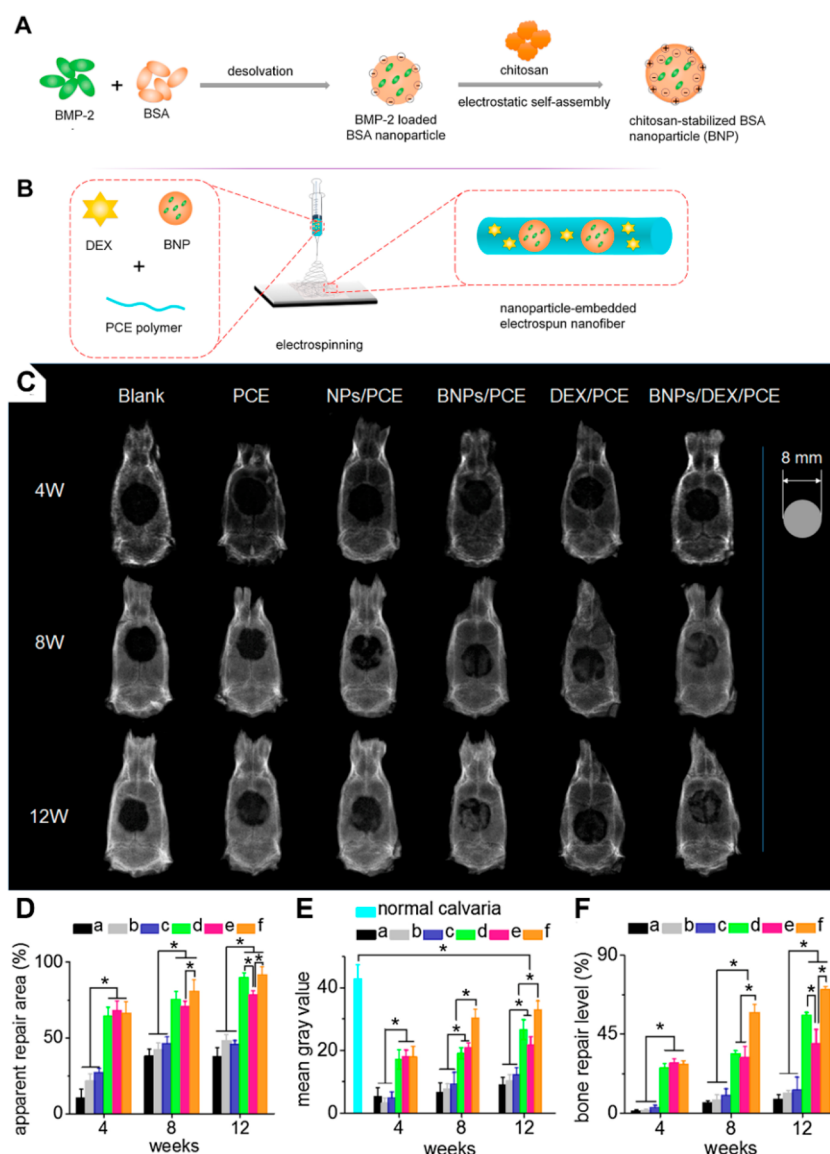 A
BMP-2
+
BSA
desolvation
BMP-2 loaded
BSA nanoparticle
chitosan
electrostatic self-assembly
chitosan-stabilized BSA
nanoparticle (BNP)
B
DEX
BNP
+
PCE polymer
electrospinning
nanoparticle-embedded
electrospun nanofiber
C
Blank PCE NPs/PCE BNPs/PCE DEX/PCE BNPs/DEX/PCE
4W
8 mm
8W
12W
D
a b c d e f
apparent repair area (%)
100
75
50
25
0
* * * * * *
4 8 12
weeks
E
normal calvaria
a b c d e f
mean gray value
60
40
20
0
* * * * * *
4 8 12
weeks
F
a b c d e f
bone repair level (%)
90
45
0
* * * * * *
4 8 12
weeks